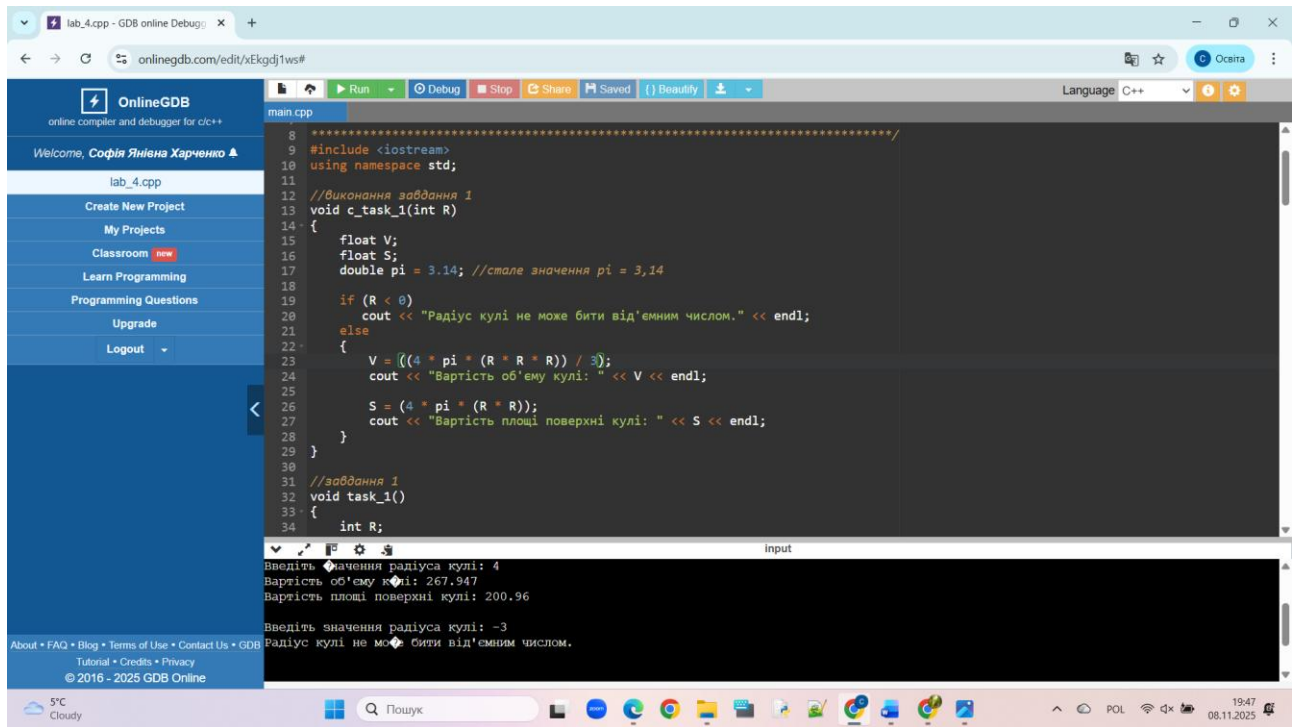 lab_4.cpp - GDB online Debugg
onlinegdb.com/edit/xEkgdj1ws#
Освіта
OnlineGDB
online compiler and debugger for c/c++
Welcome, Софія Янівна Харченко
lab_4.cpp
Create New Project
My Projects
Classroom new
Learn Programming
Programming Questions
Upgrade
Logout
About • FAQ • Blog • Terms of Use • Contact Us • GDB
Tutorial • Credits • Privacy
© 2016 - 2025 GDB Online
Run Debug Stop Share Saved { } Beautify
Language C++
main.cpp
8 *******************************************************************************/
9 #include <iostream>
10 using namespace std;
11
12 //виконання завдання 1
13 void c_task_1(int R)
14 {
15 float V;
16 float S;
17 double pi = 3.14; //стале значення pi = 3,14
18
19 if (R < 0)
20 cout << "Радіус кулі не може бити від'ємним числом." << endl;
21 else
22 {
23 V = ((4 * pi * (R * R * R)) / 3);
24 cout << "Вартість об'єму кулі: " << V << endl;
25
26 S = (4 * pi * (R * R));
27 cout << "Вартість площі поверхні кулі: " << S << endl;
28 }
29 }
30
31 //завдання 1
32 void task_1()
33 {
34 int R;
input
Введіть �начення радіуса кулі: 4
Вартість об'єму к�лі: 267.947
Вартість площі поверхні кулі: 200.96
Введіть значення радіуса кулі: -3
Радіус кулі не мо� бити від'ємним числом.
5°C
Cloudy
Пошук
POL
19:47
08.11.2025